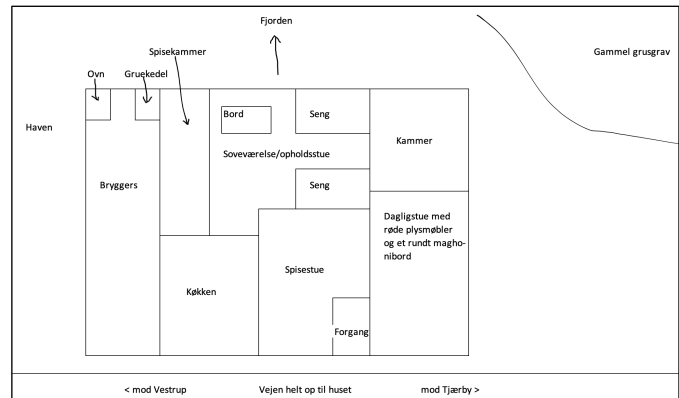 Fjorden
Spisekammer
Gammel grusgrav
Ovn
Gruekedel
Bord
Seng
Haven
Kammer
Soveværelse/opholdsstue
Bryggers
Seng
Dagligstue med
røde plysmøbler
og et rundt magho-
nibord
Spisestue
Køkken
Forgang
< mod Vestrup
Vejen helt op til huset
mod Tjærby >